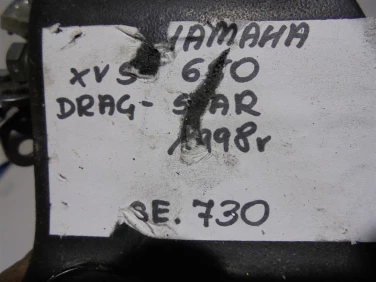 YAMAHA
XVS 650
DRAG-STAR
1998r
SE. 730